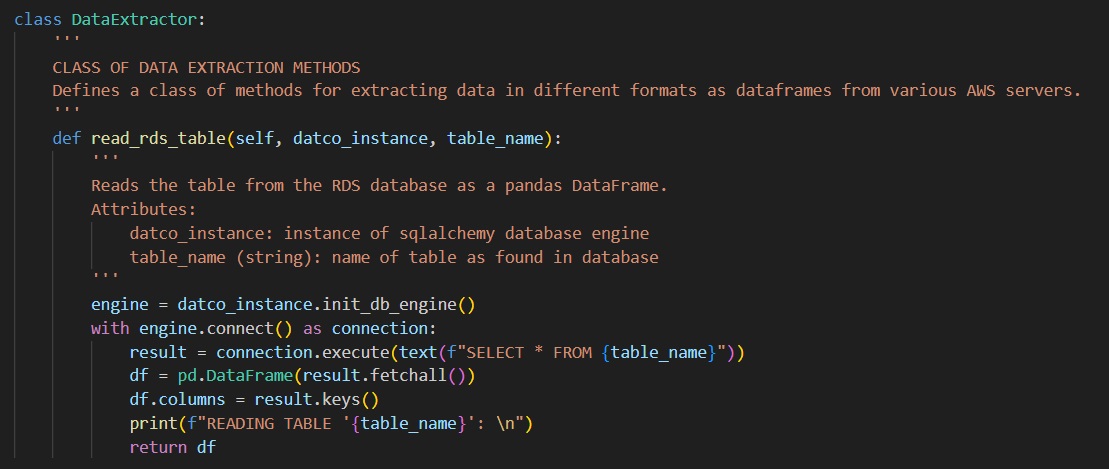 class DataExtractor:
    '''
    CLASS OF DATA EXTRACTION METHODS
    Defines a class of methods for extracting data in different formats as dataframes from various AWS servers.
    '''
    def read_rds_table(self, datco_instance, table_name):
        '''
        Reads the table from the RDS database as a pandas DataFrame.
        Attributes:
            datco_instance: instance of sqlalchemy database engine
            table_name (string): name of table as found in database
        '''
        engine = datco_instance.init_db_engine()
        with engine.connect() as connection:
            result = connection.execute(text(f"SELECT * FROM {table_name}"))
            df = pd.DataFrame(result.fetchall())
            df.columns = result.keys()
            print(f"READING TABLE '{table_name}': \n")
            return df